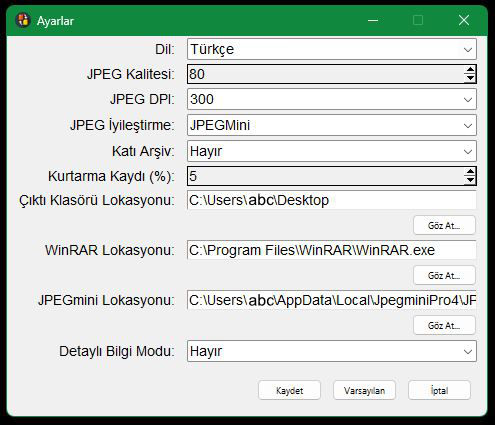 Ayarlar
Dil: Türkçe
JPEG Kalitesi: 80
JPEG DPI: 300
JPEG İyileştirme: JPEGMini
Katı Arşiv: Hayır
Kurtarma Kaydı (%): 5
Çıktı Klasörü Lokasyonu: C:\Users\abc\Desktop
Göz At...
WinRAR Lokasyonu: C:\Program Files\WinRAR\WinRAR.exe
Göz At...
JPEGmini Lokasyonu: C:\Users\abc\AppData\Local\JpegminiPro4\JP
Göz At...
Detaylı Bilgi Modu: Hayır
Kaydet Varsayılan İptal